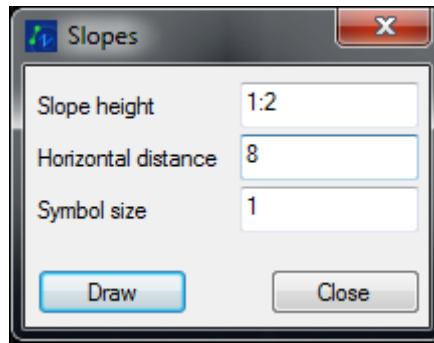 Slopes
Slope height 1:2
Horizontal distance 8
Symbol size 1
Draw Close